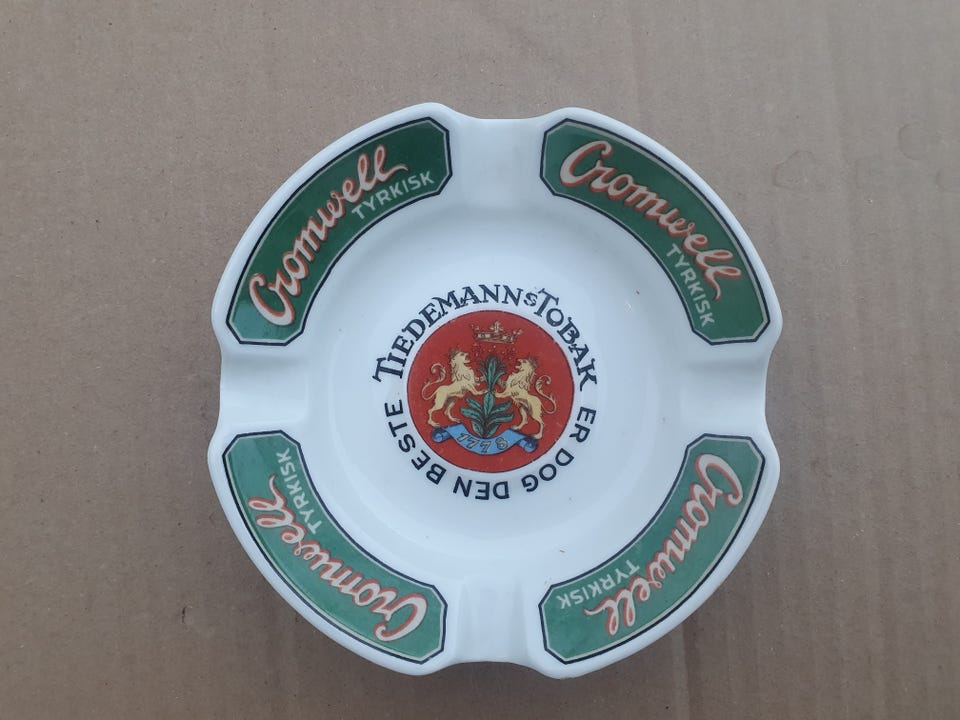 Cromwell
TYRKISK
Cromwell
TYRKISK
TIEDEMANNS TOBAK
ER DOG DEN BESTE
1778
Cromwell
TYRKISK
Cromwell
TYRKISK